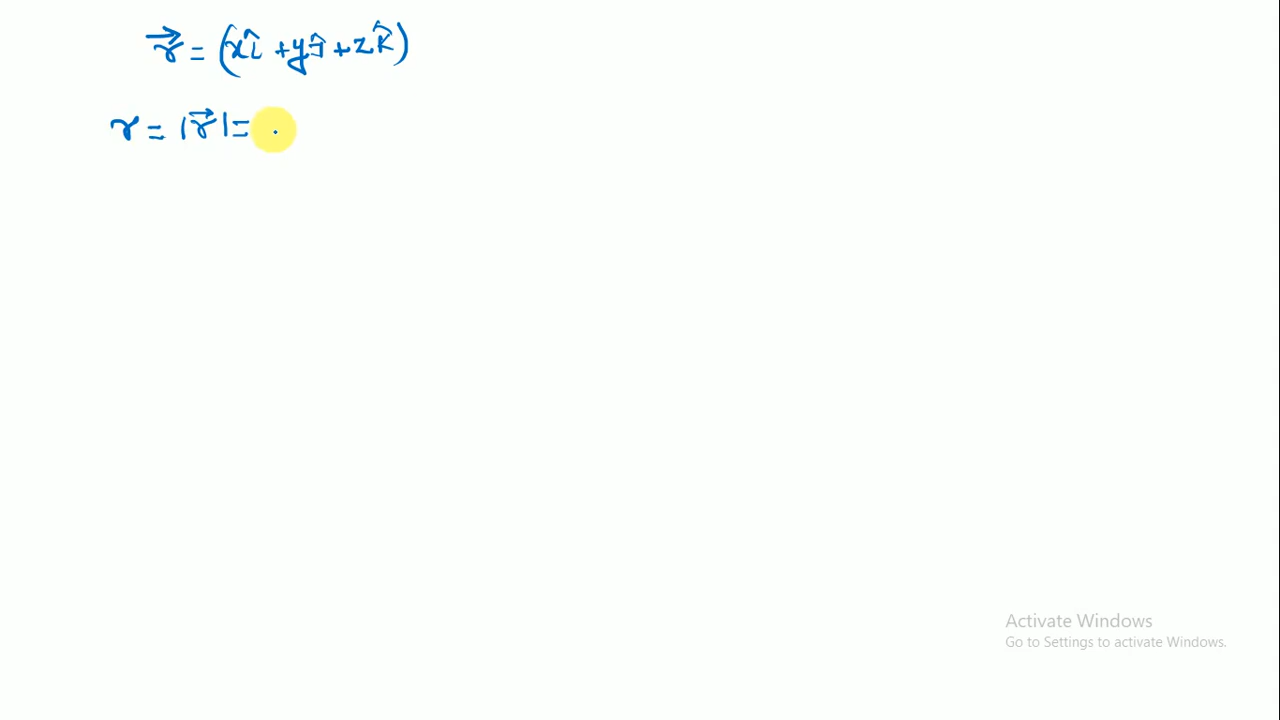 r⃗ = (xî + yĵ + zk̂)
r = |r⃗| =
Activate Windows
Go to Settings to activate Windows.